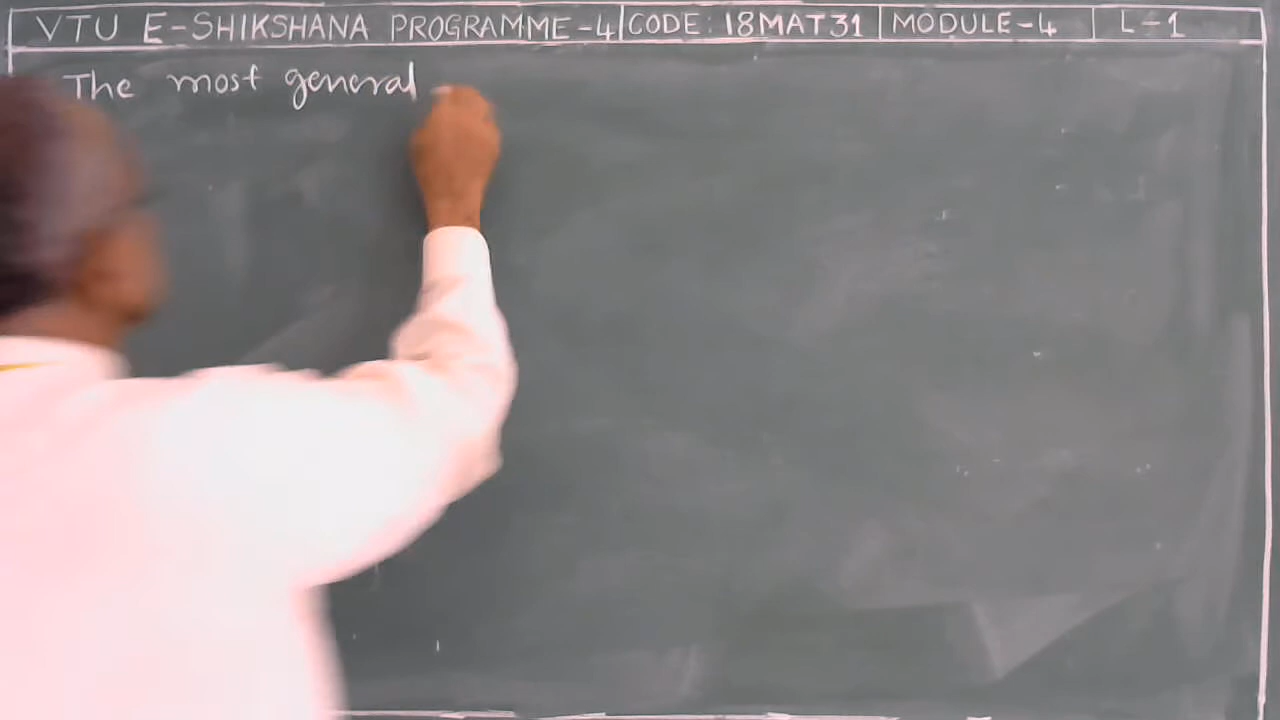 VTU E-SHIKSHANA PROGRAMME-4 CODE: 18MAT31 MODULE-4 L-1
The most general